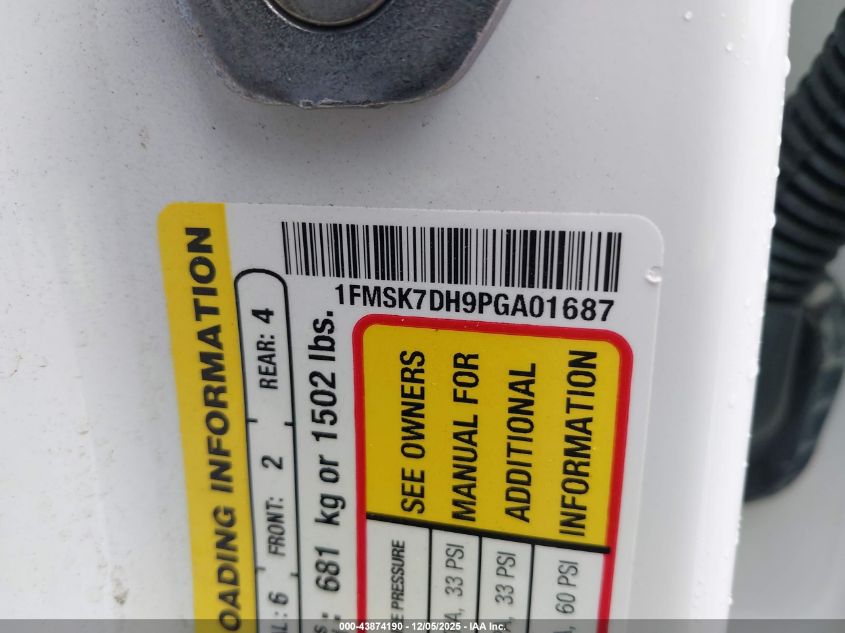 1FMSK7DH9PGA01687
LOADING INFORMATION
6 FRONT: 2 REAR: 4
681 kg or 1502 lbs.
SEE OWNERS
MANUAL FOR
ADDITIONAL
INFORMATION
PRESSURE
33 PSI
33 PSI
60 PSI
000-43874190 - 12/05/2025 - IAA Inc.